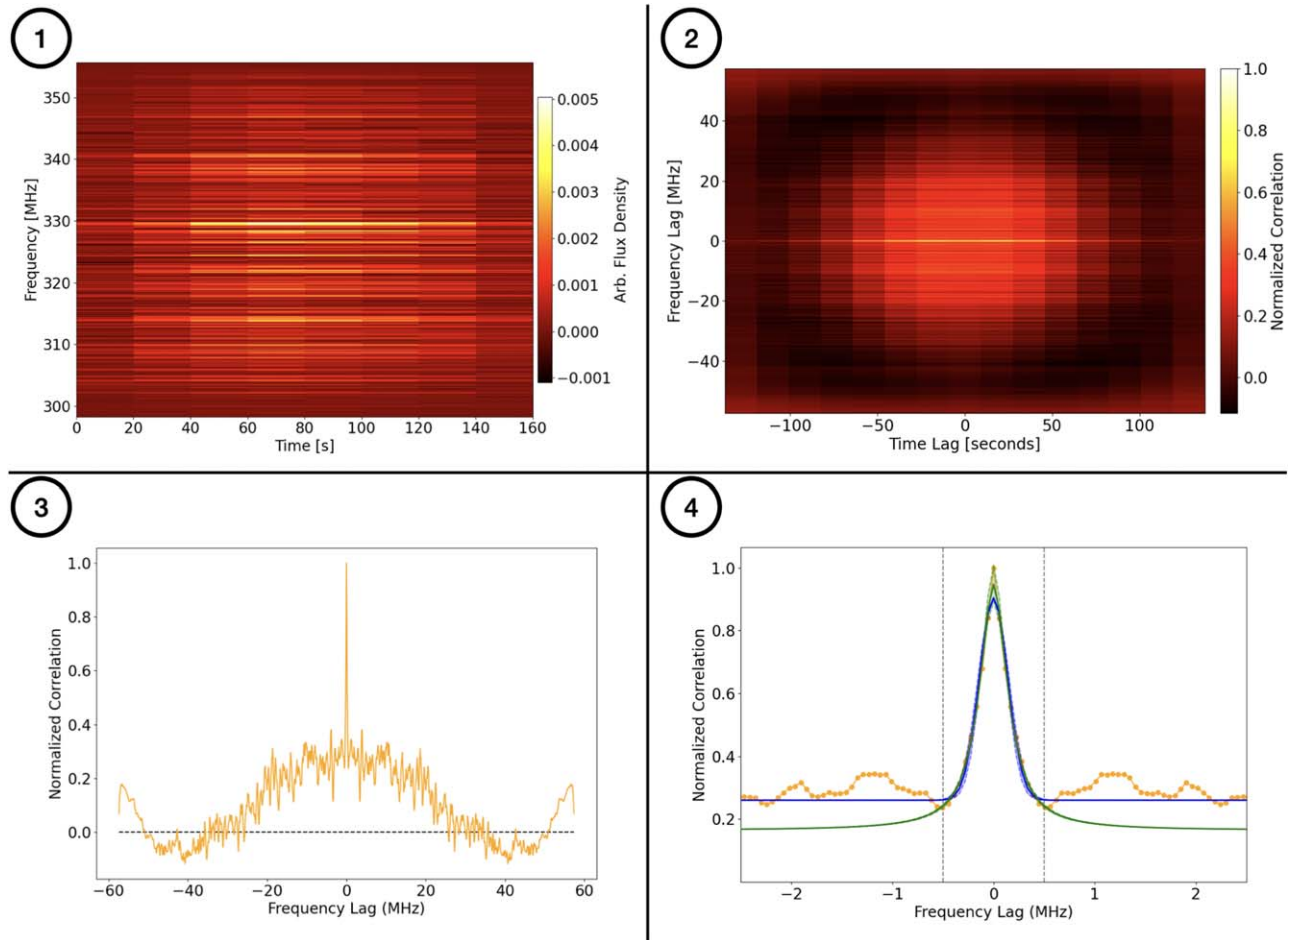 1
350
340
330
320
310
300
Frequency [MHz]
0 20 40 60 80 100 120 140 160
Time [s]
0.005
0.004
0.003
0.002
0.001
0.000
−0.001
Arb. Flux Density
2
40
20
0
−20
−40
Frequency Lag [MHz]
−100 −50 0 50 100
Time Lag [seconds]
1.0
0.8
0.6
0.4
0.2
0.0
Normalized Correlation
3
1.0
0.8
0.6
0.4
0.2
0.0
Normalized Correlation
−60 −40 −20 0 20 40 60
Frequency Lag (MHz)
4
1.0
0.8
0.6
0.4
0.2
Normalized Correlation
−2 −1 0 1 2
Frequency Lag (MHz)